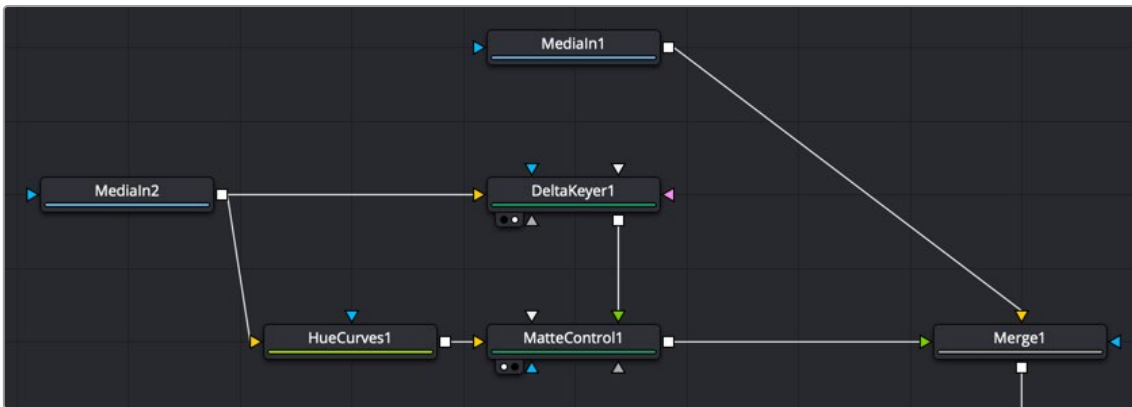 MediaIn1
MediaIn2
DeltaKeyer1
HueCurves1
MatteControl1
Merge1